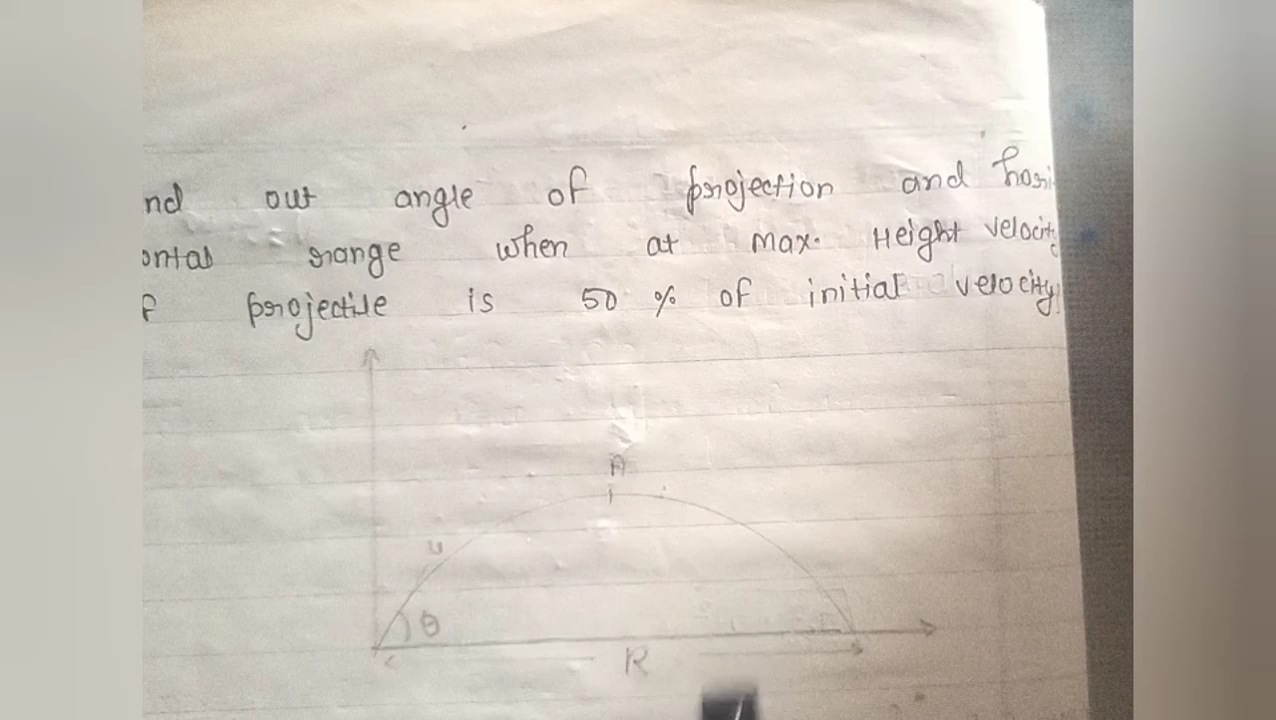 nd out angle of projection and hori
ontal range when at max. Height velocity
f projectile is 50 % of initial velocity
A
u
θ
R